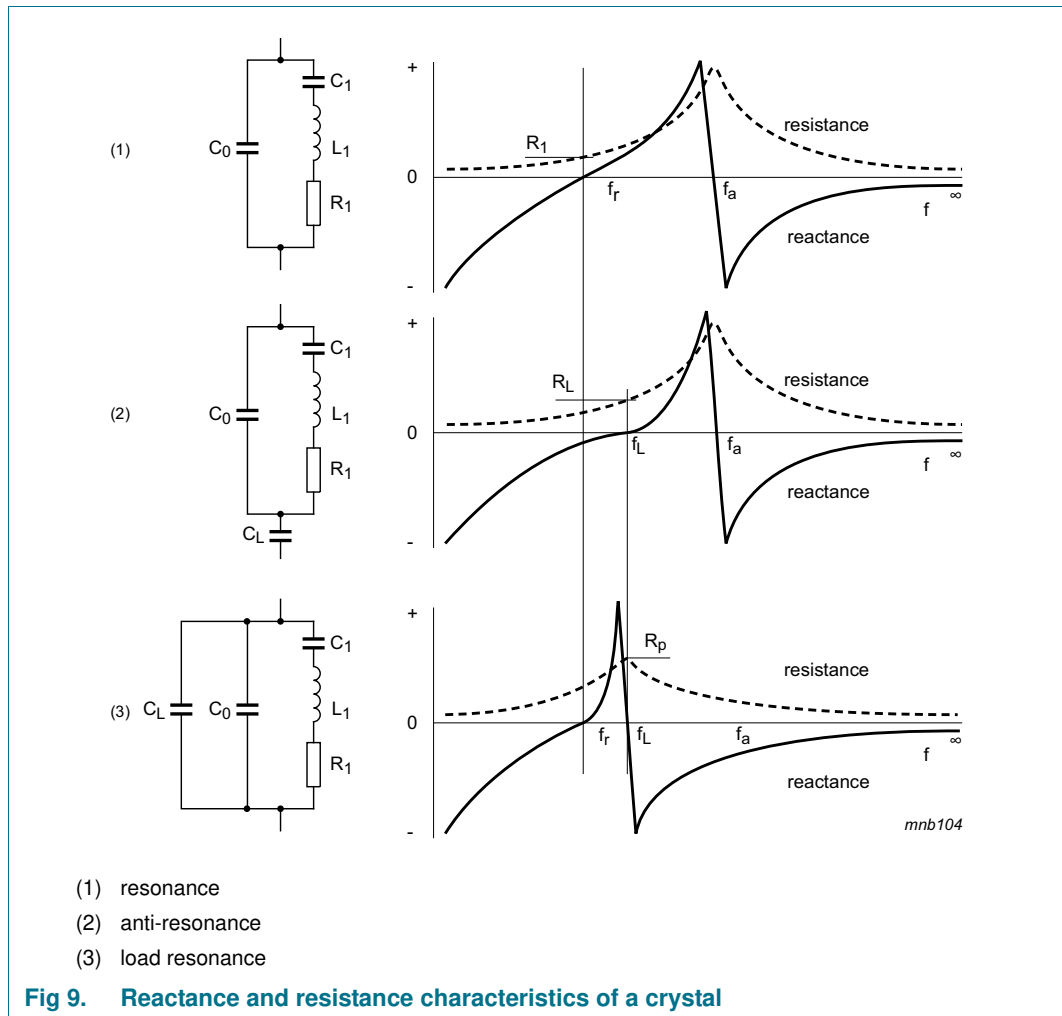 (1)
C0
C1
L1
R1
+
0
-
R1
fr
fa
resistance
reactance
f
∞
(2)
C0
C1
L1
R1
CL
+
0
-
RL
fL
fa
resistance
reactance
f
∞
(3)
CL
C0
C1
L1
R1
+
0
-
Rp
fr
fL
fa
resistance
reactance
f
∞
mnb104
(1) resonance
(2) anti-resonance
(3) load resonance
Fig 9. Reactance and resistance characteristics of a crystal